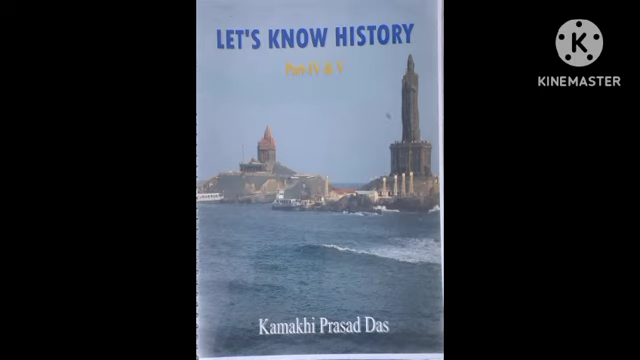 LET'S KNOW HISTORY
Part-IV & V
Kamakhi Prasad Das
K
KINEMASTER